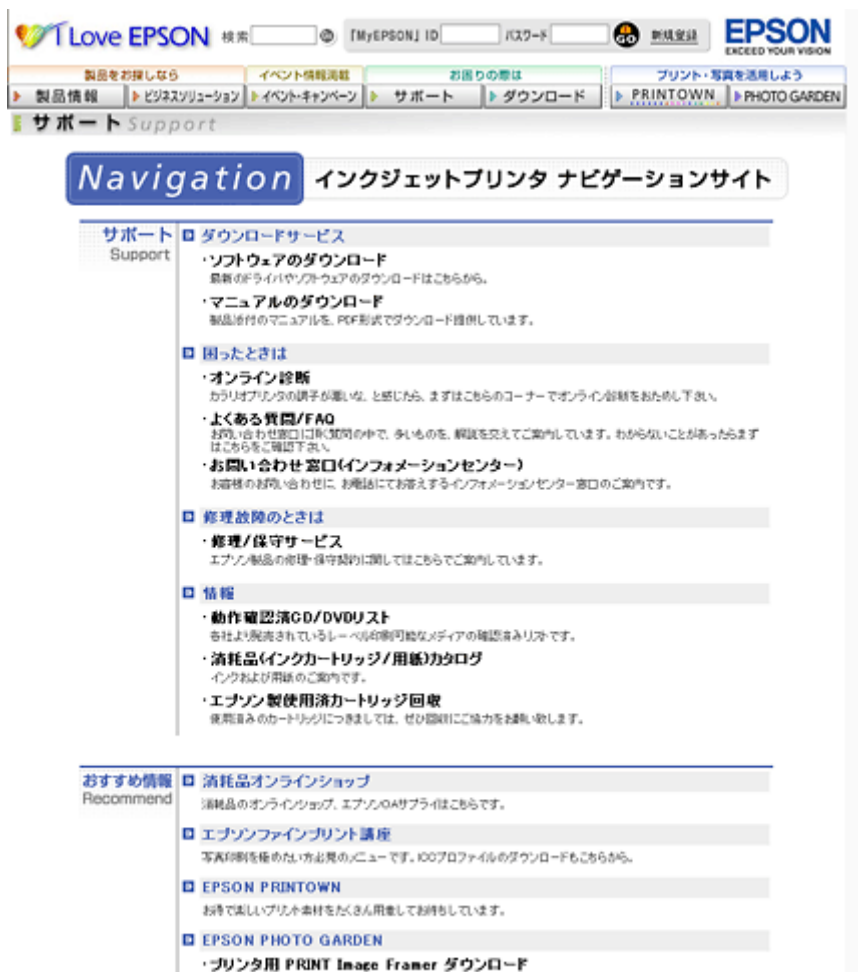 I Love EPSON 検索 「MyEPSON」 ID パスワード GO 新規登録 EPSON
EXCEED YOUR VISION
製品をお探しなら イベント情報満載 お困りの際は プリント・写真を活用しよう
製品情報 ビジネスソリューション イベント・キャンペーン サポート ダウンロード PRINTOWN PHOTO GARDEN
サポート Support
Navigation インクジェットプリンタ ナビゲーションサイト
サポート
Support
ダウンロードサービス
・ソフトウェアのダウンロード
最新のドライバやソフトウェアのダウンロードはこちらから。
・マニュアルのダウンロード
製品添付のマニュアルを、PDF形式でダウンロード提供しています。
困ったときは
・オンライン診断
カラリオプリンタの調子が悪いな、と感じたら、まずはこちらのコーナーでオンライン診断をおためし下さい。
・よくある質問/FAQ
お問い合わせ窓口に届く質問の中で、多いものを、解説を交えてご案内しています。わからないことがあったらまず
はこちらをご確認下さい。
・お問い合わせ窓口(インフォメーションセンター)
お客様のお問い合わせに、お電話にてお答えするインフォメーションセンター窓口のご案内です。
修理故障のときは
・修理/保守サービス
エプソン製品の修理・保守契約に関してはこちらでご案内しています。
情報
・動作確認済CD/DVDリスト
各社より発売されているレーベル印刷可能なメディアの確認済みリストです。
・消耗品(インクカートリッジ/用紙)カタログ
インクおよび用紙のご案内です。
・エプソン製使用済カートリッジ回収
使用済みのカートリッジにつきましては、ぜひ回収にご協力をお願い致します。
おすすめ情報
Recommend
消耗品オンラインショップ
消耗品のオンラインショップ、エプソンOAサプライはこちらです。
エプソンファインプリント講座
写真印刷を極めたい方必見のメニューです。ICCプロファイルのダウンロードもこちらから。
EPSON PRINTOWN
お得で楽しいプリント素材をたくさん用意してお待ちしています。
EPSON PHOTO GARDEN
・プリンタ用 PRINT Image Framer ダウンロード